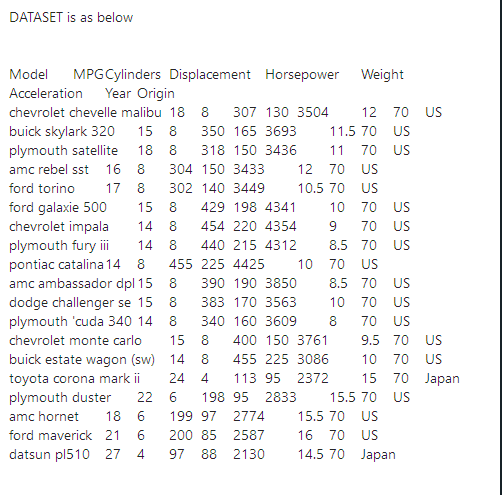 DATASET is as below
Model MPG Cylinders Displacement Horsepower Weight
Acceleration Year Origin
chevrolet chevelle malibu 18 8 307 130 3504 12 70 US
buick skylark 320 15 8 350 165 3693 11.5 70 US
plymouth satellite 18 8 318 150 3436 11 70 US
amc rebel sst 16 8 304 150 3433 12 70 US
ford torino 17 8 302 140 3449 10.5 70 US
ford galaxie 500 15 8 429 198 4341 10 70 US
chevrolet impala 14 8 454 220 4354 9 70 US
plymouth fury iii 14 8 440 215 4312 8.5 70 US
pontiac catalina 14 8 455 225 4425 10 70 US
amc ambassador dpl 15 8 390 190 3850 8.5 70 US
dodge challenger se 15 8 383 170 3563 10 70 US
plymouth 'cuda 340 14 8 340 160 3609 8 70 US
chevrolet monte carlo 15 8 400 150 3761 9.5 70 US
buick estate wagon (sw) 14 8 455 225 3086 10 70 US
toyota corona mark ii 24 4 113 95 2372 15 70 Japan
plymouth duster 22 6 198 95 2833 15.5 70 US
amc hornet 18 6 199 97 2774 15.5 70 US
ford maverick 21 6 200 85 2587 16 70 US
datsun pl510 27 4 97 88 2130 14.5 70 Japan